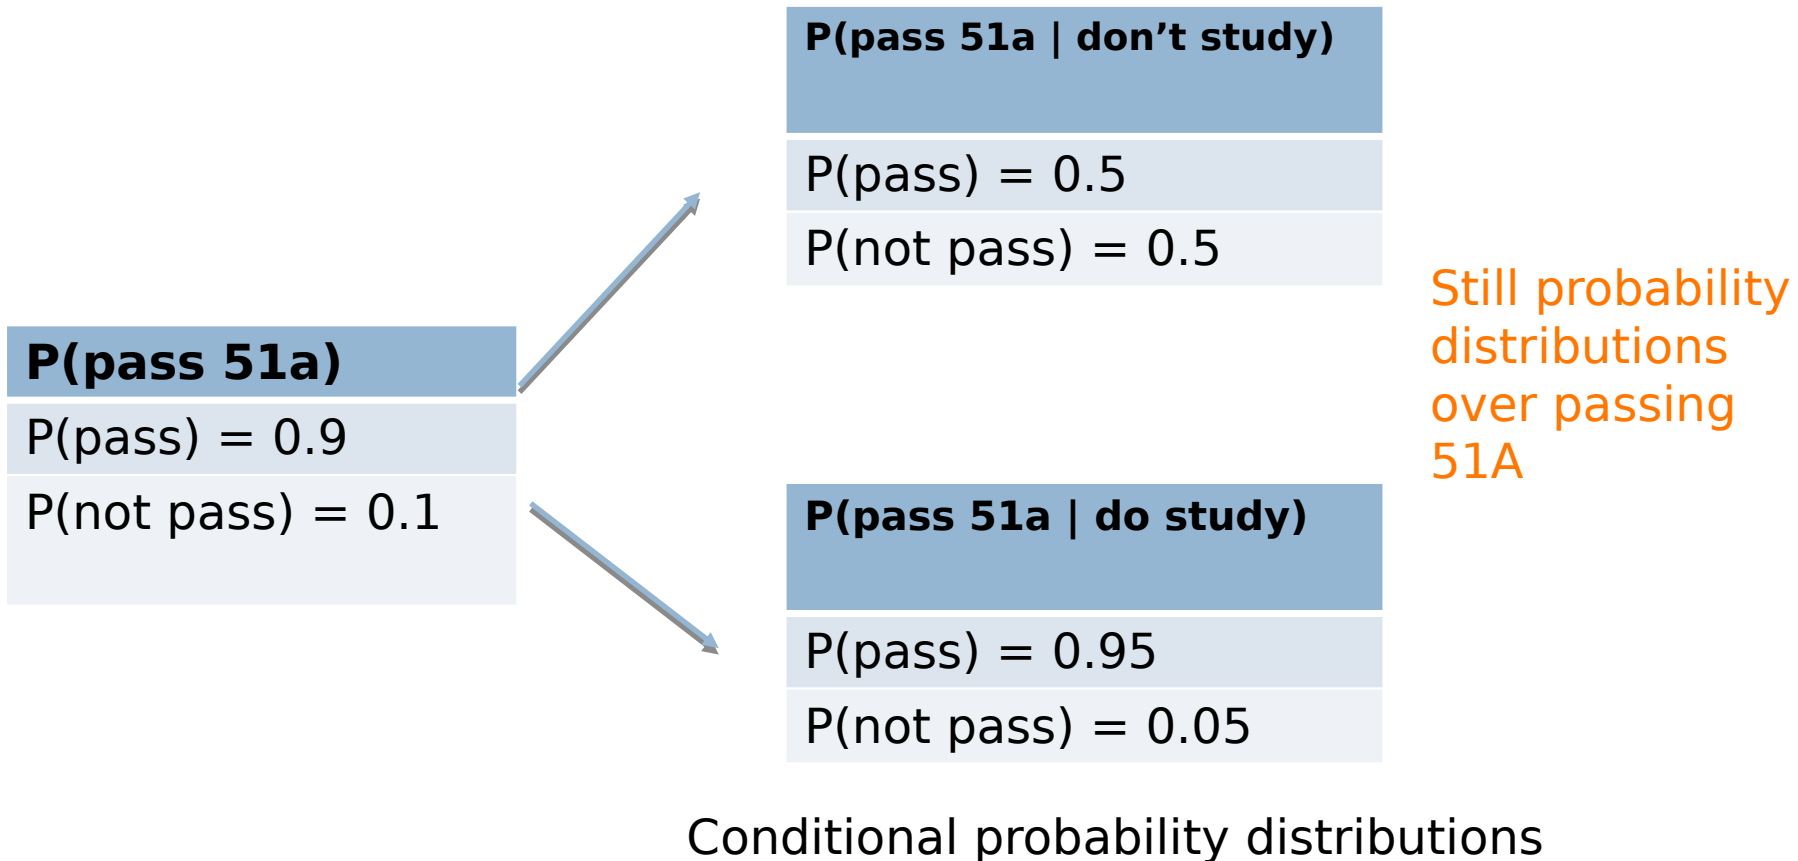 P(pass 51a)
P(pass) = 0.9
P(not pass) = 0.1
P(pass 51a | don’t study)
P(pass) = 0.5
P(not pass) = 0.5
P(pass 51a | do study)
P(pass) = 0.95
P(not pass) = 0.05
Still probability
distributions
over passing
51A
Conditional probability distributions